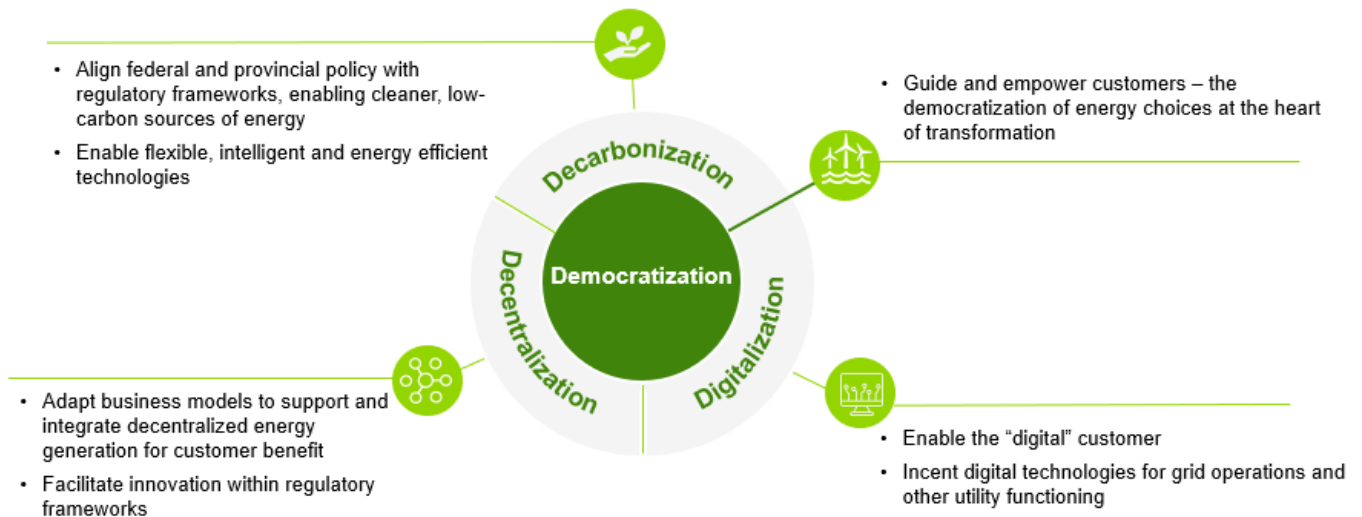 • Align federal and provincial policy with
regulatory frameworks, enabling cleaner, low-
carbon sources of energy
• Enable flexible, intelligent and energy efficient
technologies
• Guide and empower customers – the
democratization of energy choices at the heart
of transformation
Decarbonization
Democratization
Decentralization
Digitalization
• Adapt business models to support and
integrate decentralized energy
generation for customer benefit
• Facilitate innovation within regulatory
frameworks
• Enable the “digital” customer
• Incent digital technologies for grid operations and
other utility functioning